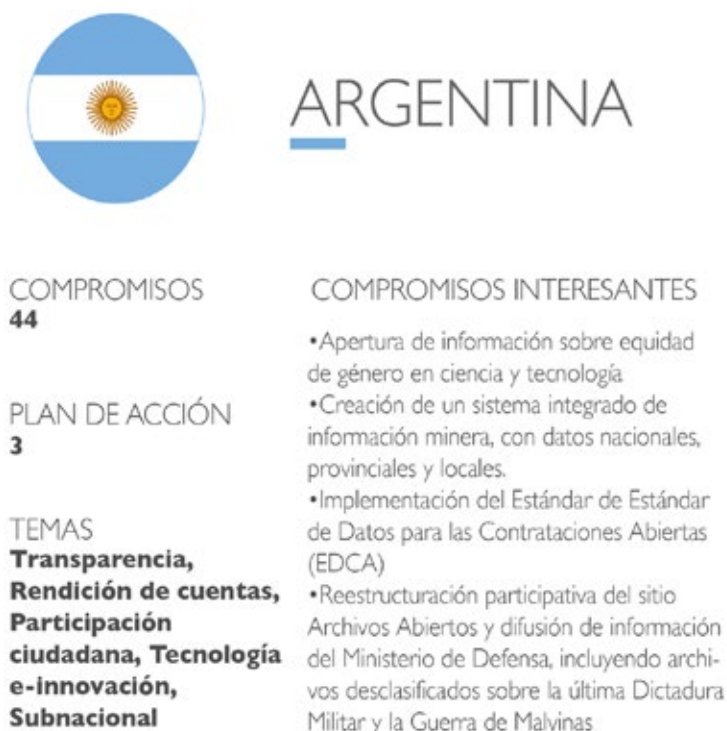 ARGENTINA
COMPROMISOS
44
PLAN DE ACCIÓN
3
TEMAS
Transparencia,
Rendición de cuentas,
Participación
ciudadana, Tecnología
e-innovación,
Subnacional
COMPROMISOS INTERESANTES
•Apertura de información sobre equidad
de género en ciencia y tecnología
•Creación de un sistema integrado de
información minera, con datos nacionales,
provinciales y locales.
•Implementación del Estándar de Estándar
de Datos para las Contrataciones Abiertas
(EDCA)
•Reestructuración participativa del sitio
Archivos Abiertos y difusión de información
del Ministerio de Defensa, incluyendo archi-
vos desclasificados sobre la última Dictadura
Militar y la Guerra de Malvinas